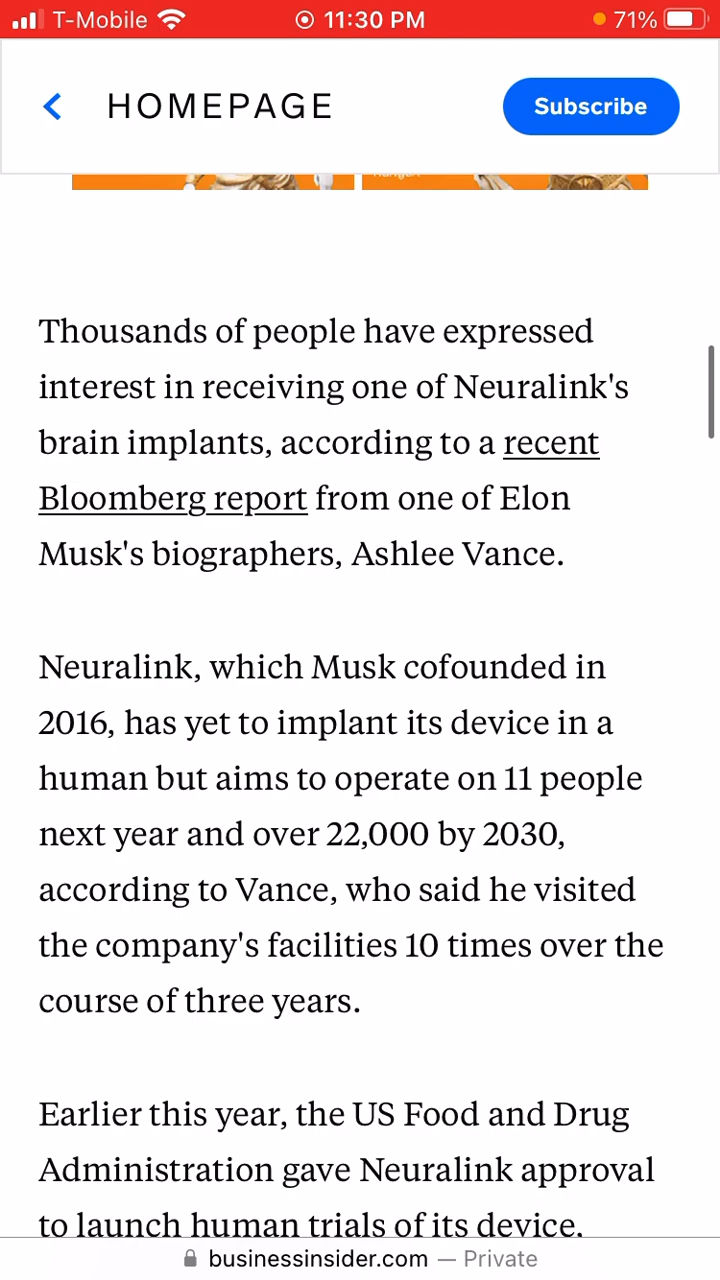 T-Mobile 11:30 PM 71%
HOMEPAGE Subscribe
Thousands of people have expressed
interest in receiving one of Neuralink's
brain implants, according to a recent
Bloomberg report from one of Elon
Musk's biographers, Ashlee Vance.
Neuralink, which Musk cofounded in
2016, has yet to implant its device in a
human but aims to operate on 11 people
next year and over 22,000 by 2030,
according to Vance, who said he visited
the company's facilities 10 times over the
course of three years.
Earlier this year, the US Food and Drug
Administration gave Neuralink approval
to launch human trials of its device,
businessinsider.com — Private